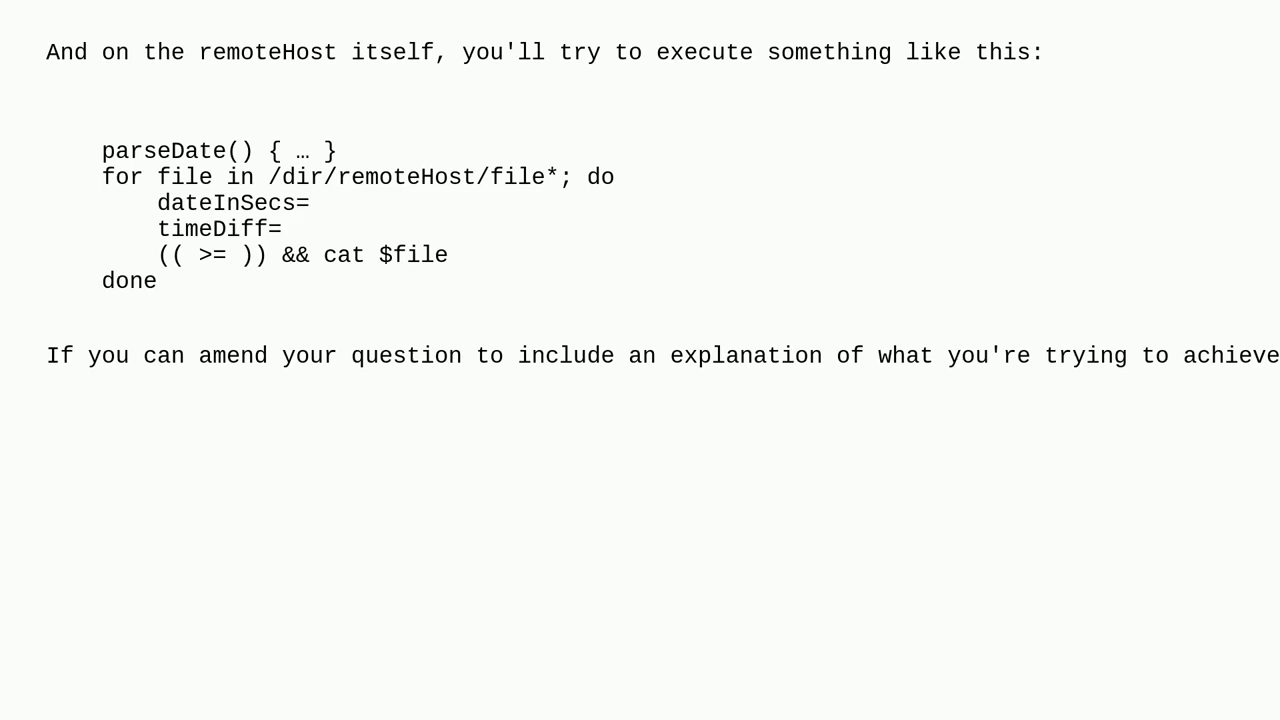 And on the remoteHost itself, you'll try to execute something like this:
parseDate() { … }
for file in /dir/remoteHost/file*; do
dateInSecs=
timeDiff=
(( >= )) && cat $file
done
If you can amend your question to include an explanation of what you're trying to achieve